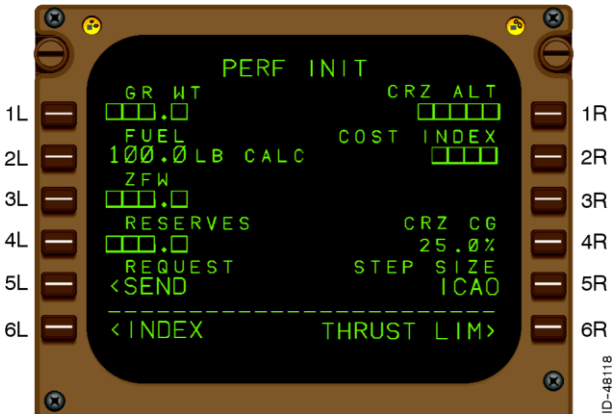 PERF INIT
GR WT CRZ ALT
1L □□□.□ □□□□□ 1R
FUEL COST INDEX
2L 100.0LB CALC □□□□ 2R
ZFW
3L □□□.□ 3R
RESERVES CRZ CG
4L □□□.□ 25.0% 4R
REQUEST STEP SIZE
5L <SEND ICAO 5R
--------------------------------
6L <INDEX THRUST LIM> 6R
ID-48118